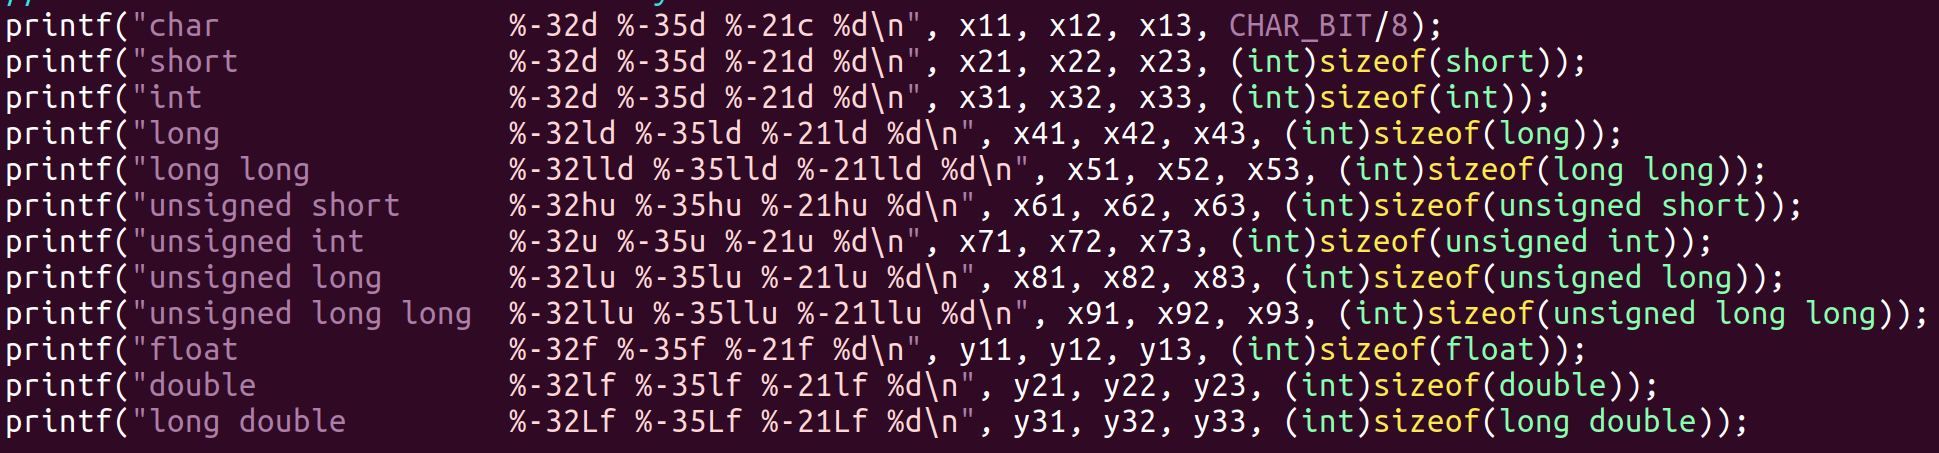 printf("char                %-32d %-35d %-21c %d\n", x11, x12, x13, CHAR_BIT/8);
printf("short               %-32d %-35d %-21d %d\n", x21, x22, x23, (int)sizeof(short));
printf("int                 %-32d %-35d %-21d %d\n", x31, x32, x33, (int)sizeof(int));
printf("long                %-32ld %-35ld %-21ld %d\n", x41, x42, x43, (int)sizeof(long));
printf("long long           %-32lld %-35lld %-21lld %d\n", x51, x52, x53, (int)sizeof(long long));
printf("unsigned short      %-32hu %-35hu %-21hu %d\n", x61, x62, x63, (int)sizeof(unsigned short));
printf("unsigned int        %-32u %-35u %-21u %d\n", x71, x72, x73, (int)sizeof(unsigned int));
printf("unsigned long       %-32lu %-35lu %-21lu %d\n", x81, x82, x83, (int)sizeof(unsigned long));
printf("unsigned long long  %-32llu %-35llu %-21llu %d\n", x91, x92, x93, (int)sizeof(unsigned long long));
printf("float               %-32f %-35f %-21f %d\n", y11, y12, y13, (int)sizeof(float));
printf("double              %-32lf %-35lf %-21lf %d\n", y21, y22, y23, (int)sizeof(double));
printf("long double         %-32Lf %-35Lf %-21Lf %d\n", y31, y32, y33, (int)sizeof(long double));